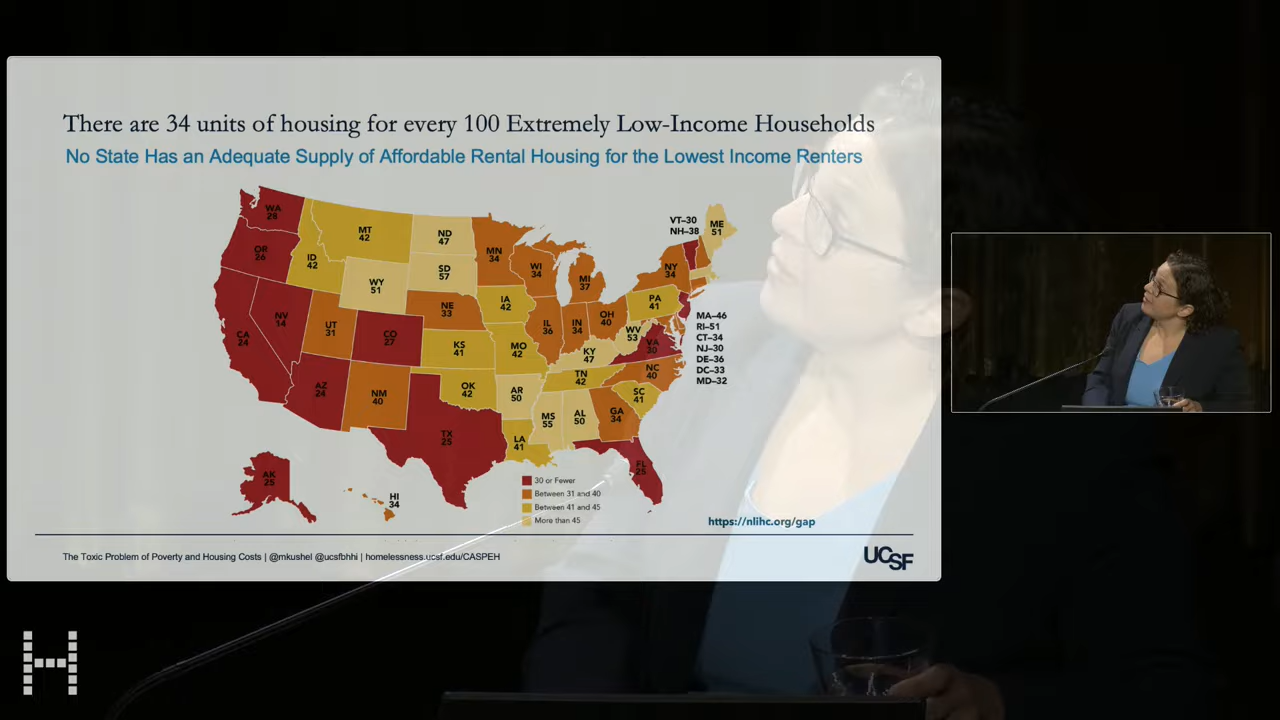 There are 34 units of housing for every 100 Extremely Low-Income Households
No State Has an Adequate Supply of Affordable Rental Housing for the Lowest Income Renters
WA
28
OR
26
CA
24
NV
14
ID
42
MT
42
WY
51
UT
31
CO
27
AZ
24
NM
40
ND
47
SD
57
NE
33
KS
41
OK
42
TX
25
MN
34
IA
42
MO
42
AR
50
LA
41
WI
34
IL
36
MI
37
IN
34
OH
40
KY
47
TN
42
MS
55
AL
50
GA
34
FL
25
SC
41
NC
40
VA
30
WV
53
PA
41
NY
34
VT–30
NH–38
ME
51
MA–46
RI–51
CT–34
NJ–30
DE–36
DC–33
MD–32
AK
25
HI
34
30 or Fewer
Between 31 and 40
Between 41 and 45
More than 45
https://nlihc.org/gap
The Toxic Problem of Poverty and Housing Costs | @mkushel @ucsfbhhi | homelessness.ucsf.edu/CASPEH
UCSF
H